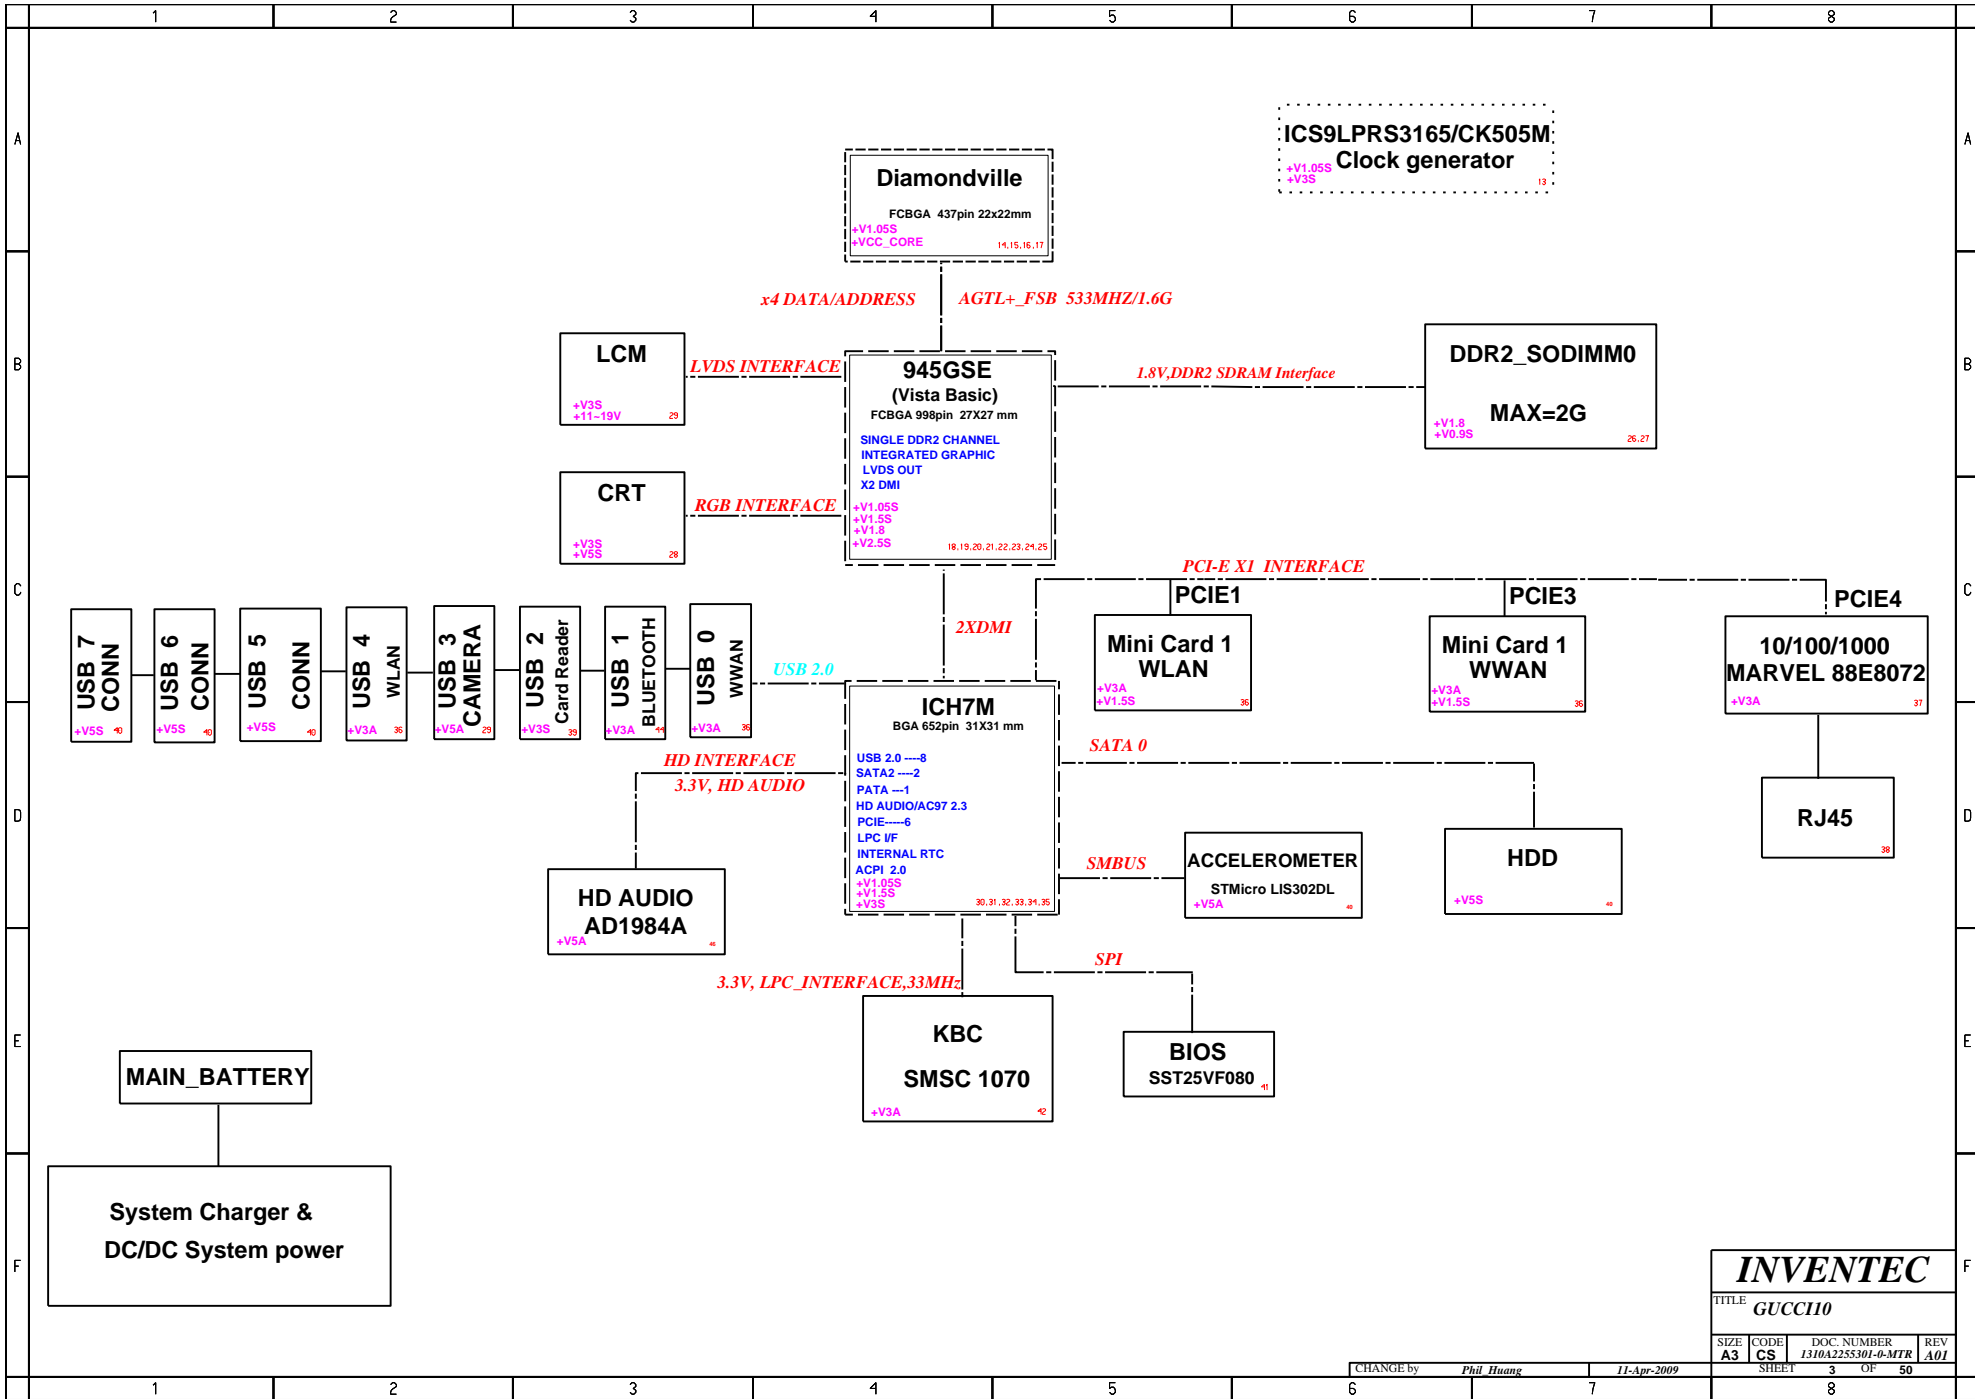 1 2 3 4 5 6 7 8
A
A
ICS9LPRS3165/CK505M
Clock generator
+V1.05S
+V3S
13
Diamondville
FCBGA 437pin 22x22mm
+V1.05S
+VCC_CORE
14,15,16,17
x4 DATA/ADDRESS
AGTL+_FSB 533MHZ/1.6G
B
B
LCM
+V3S
+11~19V
29
LVDS INTERFACE
945GSE
(Vista Basic)
FCBGA 998pin 27X27 mm
SINGLE DDR2 CHANNEL
INTEGRATED GRAPHIC
LVDS OUT
X2 DMI
+V1.05S
+V1.5S
+V1.8
+V2.5S
18,19,20,21,22,23,24,25
1.8V,DDR2 SDRAM Interface
DDR2_SODIMM0
MAX=2G
+V1.8
+V0.9S
26,27
CRT
+V3S
+V5S
28
RGB INTERFACE
C
C
PCI-E X1 INTERFACE
PCIE1
PCIE3
PCIE4
2XDMI
USB 7
CONN
+V5S
40
USB 6
CONN
+V5S
40
USB 5
CONN
+V5S
40
USB 4
WLAN
+V3A
36
USB 3
CAMERA
+V5A
29
USB 2
Card Reader
+V3S
39
USB 1
BLUETOOTH
+V3A
44
USB 0
WWAN
+V3A
36
USB 2.0
Mini Card 1
WLAN
+V3A
+V1.5S
36
Mini Card 1
WWAN
+V3A
+V1.5S
36
10/100/1000
MARVEL 88E8072
+V3A
37
ICH7M
BGA 652pin 31X31 mm
USB 2.0 ----8
SATA2 ----2
PATA ---1
HD AUDIO/AC97 2.3
PCIE-----6
LPC I/F
INTERNAL RTC
ACPI 2.0
+V1.05S
+V1.5S
+V3S
30,31,32,33,34,35
HD INTERFACE
3.3V, HD AUDIO
SATA 0
D
D
RJ45
38
HD AUDIO
AD1984A
+V5A
46
SMBUS
ACCELEROMETER
STMicro LIS302DL
+V5A
40
HDD
+V5S
40
SPI
3.3V, LPC_INTERFACE,33MHz
E
E
KBC
SMSC 1070
+V3A
42
BIOS
SST25VF080
41
MAIN_BATTERY
System Charger &
DC/DC System power
F
F
INVENTEC
TITLE GUCCI10
SIZE CODE DOC. NUMBER REV
A3 CS 1310A2255301-0-MTR A01
CHANGE by Phil_Huang 11-Apr-2009 SHEET 3 OF 50
1 2 3 4 5 6 7 8